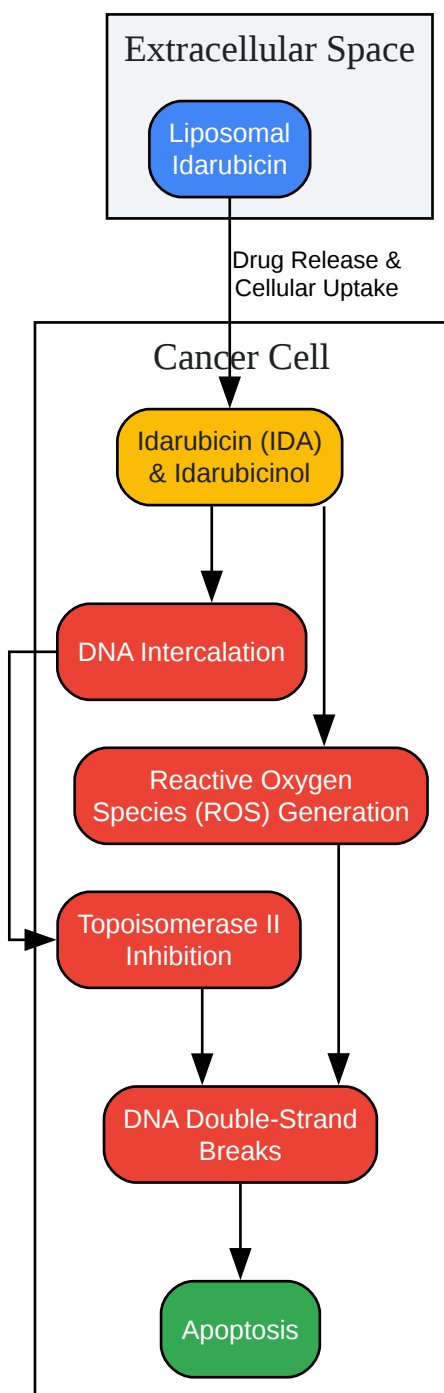 Extracellular Space
Liposomal
Idarubicin
Drug Release &
Cellular Uptake
Cancer Cell
Idarubicin (IDA)
& Idarubicinol
DNA Intercalation
Reactive Oxygen
Species (ROS) Generation
Topoisomerase II
Inhibition
DNA Double-Strand
Breaks
Apoptosis